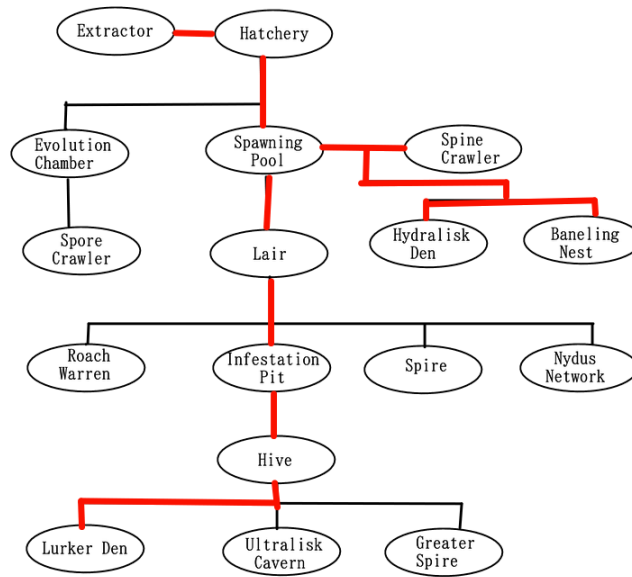 Extractor
Hatchery
Evolution
Chamber
Spawning
Pool
Spine
Crawler
Spore
Crawler
Lair
Hydralisk
Den
Baneling
Nest
Roach
Warren
Infestation
Pit
Spire
Nydus
Network
Hive
Lurker Den
Ultralisk
Cavern
Greater
Spire